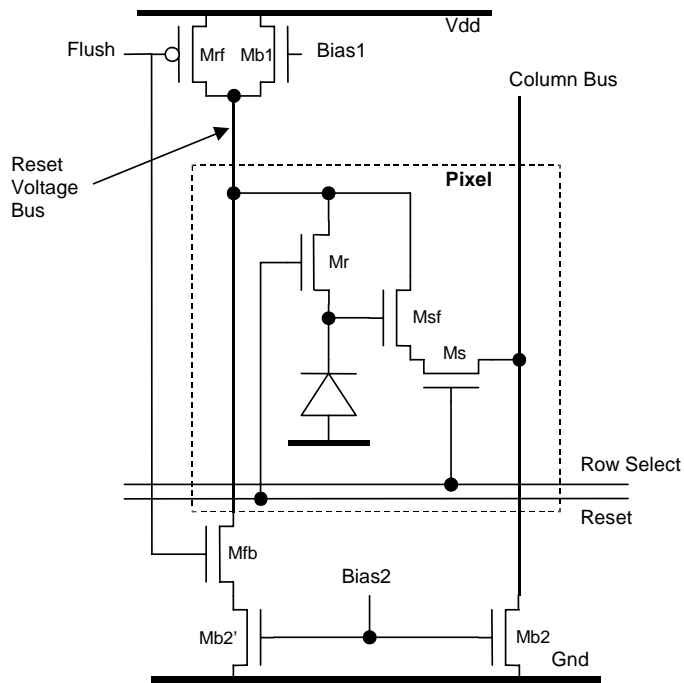 Vdd
Flush
Mrf
Mb1
Bias1
Column Bus
Reset
Voltage
Bus
Pixel
Mr
Msf
Ms
Row Select
Reset
Mfb
Bias2
Mb2'
Mb2
Gnd